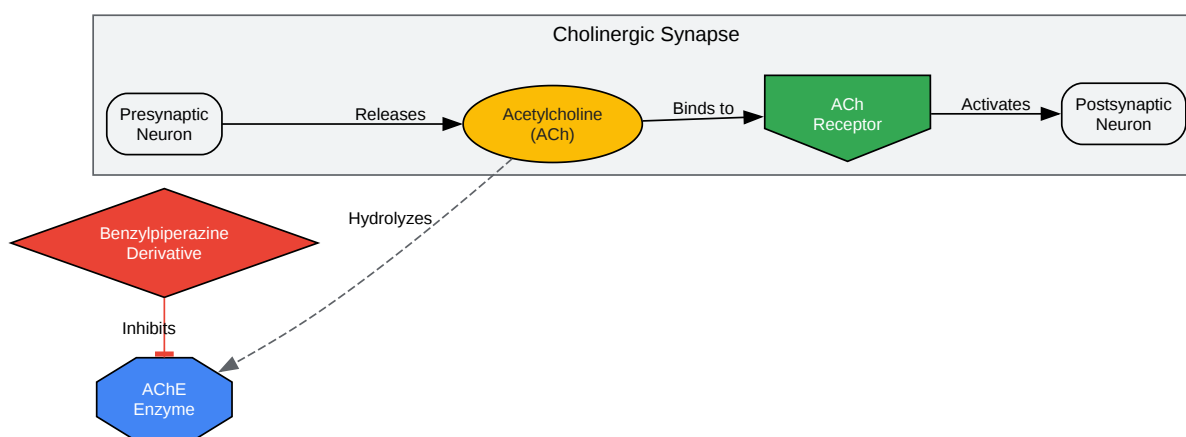 Cholinergic Synapse
Presynaptic
Neuron
Releases
Acetylcholine
(ACh)
Binds to
ACh
Receptor
Activates
Postsynaptic
Neuron
Hydrolyzes
Benzylpiperazine
Derivative
Inhibits
AChE
Enzyme